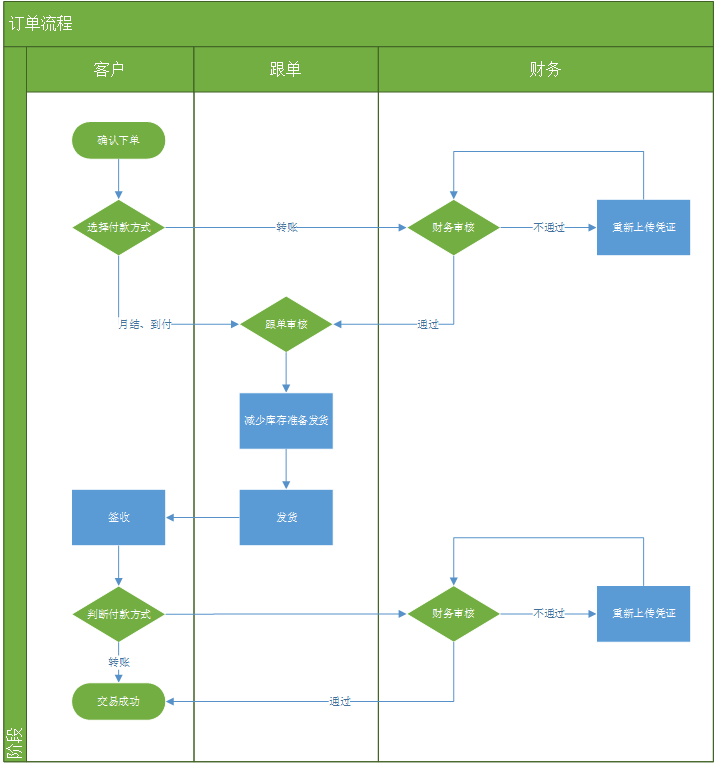 订单流程
客户
跟单
财务
确认下单
选择付款方式
转账
财务审核
不通过
重新上传凭证
月结、到付
跟单审核
通过
减少库存准备发货
签收
发货
判断付款方式
财务审核
不通过
重新上传凭证
转账
交易成功
通过
阶段